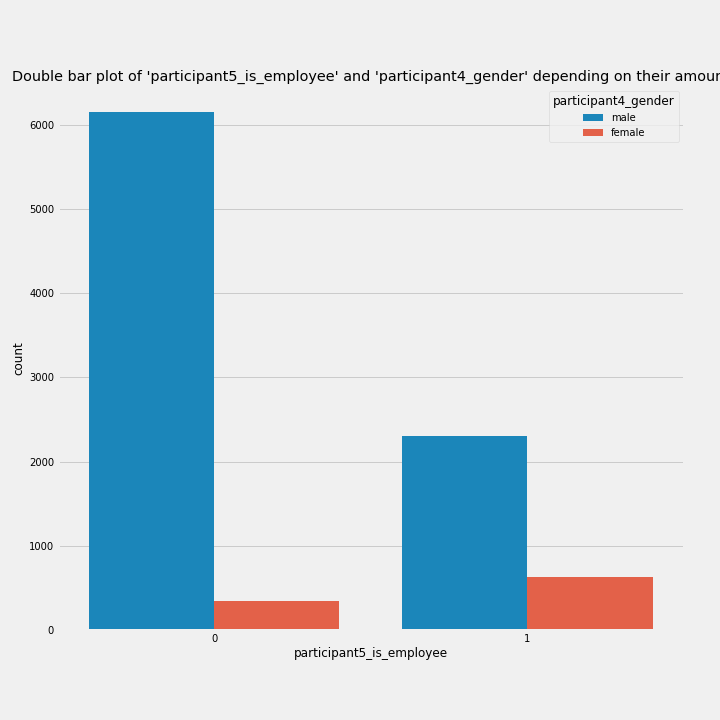 Double bar plot of 'participant5_is_employee' and 'participant4_gender' depending on their
participant4_gender
male
female
6000
5000
4000
3000
2000
1000
0
count
0 1
participant5_is_employee